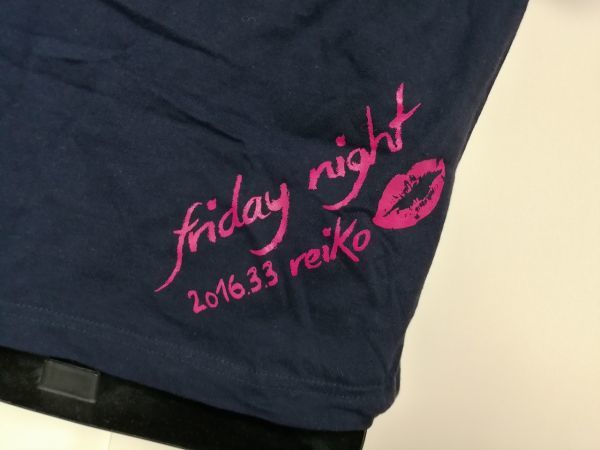 friday night
2016.3.3 reiko